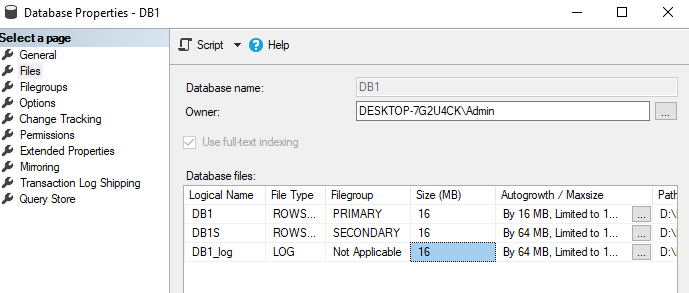 Database Properties - DB1
Select a page
General
Files
Filegroups
Options
Change Tracking
Permissions
Extended Properties
Mirroring
Transaction Log Shipping
Query Store
Script Help
Database name: DB1
Owner: DESKTOP-7G2U4CK\Admin ...
Use full-text indexing
Database files:
Logical Name File Type Filegroup Size (MB) Autogrowth / Maxsize Path
DB1 ROWS... PRIMARY 16 By 16 MB, Limited to 1... ... D:\
DB1S ROWS... SECONDARY 16 By 64 MB, Limited to 1... ... D:\
DB1_log LOG Not Applicable 16 By 64 MB, Limited to 1... ... D:\